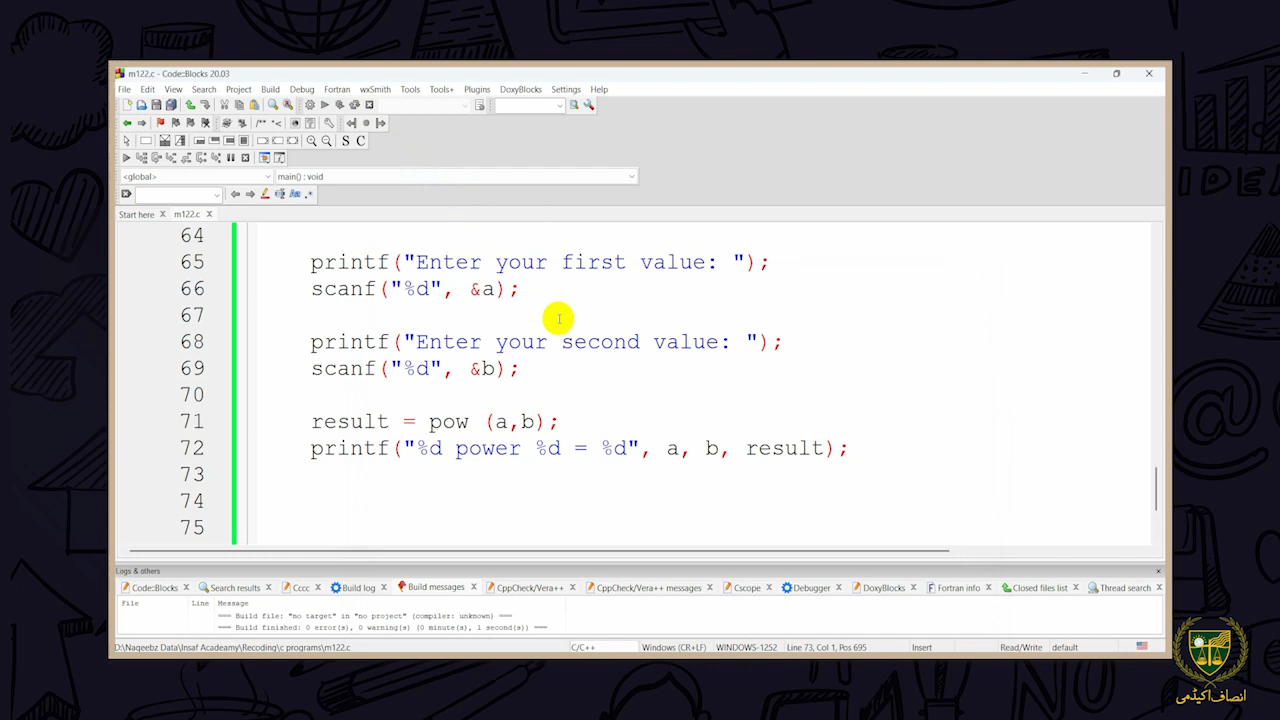 m122.c - Code::Blocks 20.03
File Edit View Search Project Build Debug Fortran wxSmith Tools Tools+ Plugins DoxyBlocks Settings Help
S C
<global> main() : void
Start here m122.c
64
65 printf("Enter your first value: ");
66 scanf("%d", &a);
67
68 printf("Enter your second value: ");
69 scanf("%d", &b);
70
71 result = pow (a,b);
72 printf("%d power %d = %d", a, b, result);
73
74
75
Logs & others
Code::Blocks Search results Cccc Build log Build messages CppCheck/Vera++ CppCheck/Vera++ messages Cscope Debugger DoxyBlocks Fortran info Closed files list Thread search
File Line Message
=== Build file: "no target" in "no project" (compiler: unknown) ===
=== Build finished: 0 error(s), 0 warning(s) (0 minute(s), 1 second(s)) ===
D:\Naqeebz Data\Insaf Acadeamy\Recoding\c programs\m122.c C/C++ Windows (CR+LF) WINDOWS-1252 Line 73, Col 1, Pos 695 Insert Read/Write default
انصاف اکیڈمی
IDEA
NO